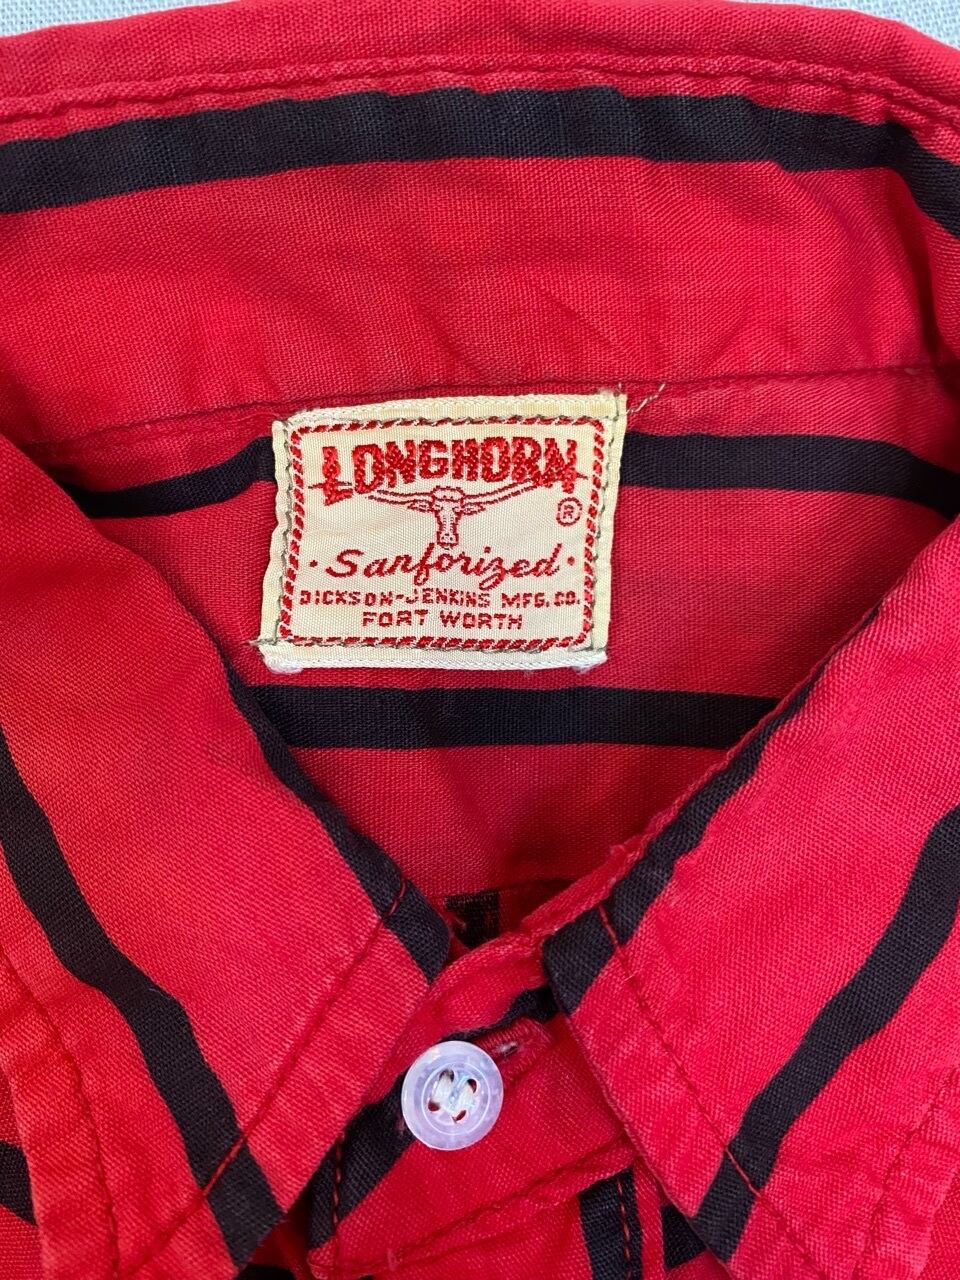 LONGHORN
®
· Sanforized ·
DICKSON-JENKINS MFG. CO.
FORT WORTH